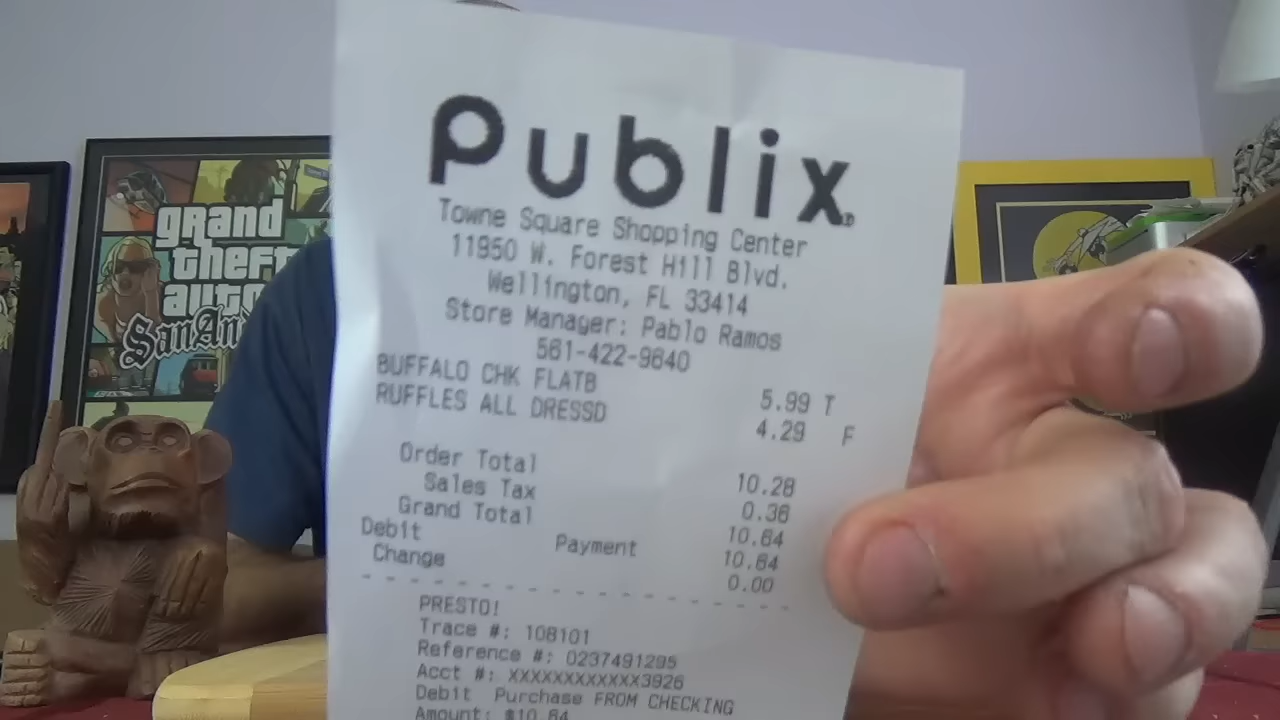 grand
theft
auto
San An
Publix
Towne Square Shopping Center
11950 W. Forest Hill Blvd.
Wellington, FL 33414
Store Manager: Pablo Ramos
561-422-9640
BUFFALO CHK FLATB 5.99 T
RUFFLES ALL DRESSD 4.29 F
Order Total 10.28
Sales Tax 0.36
Grand Total 10.64
Debit Payment 10.64
Change 0.00
PRESTO!
Trace #: 108101
Reference #: 0237491295
Acct #: XXXXXXXXXXXX3926
Debit Purchase FROM CHECKING
Amount: $10.64